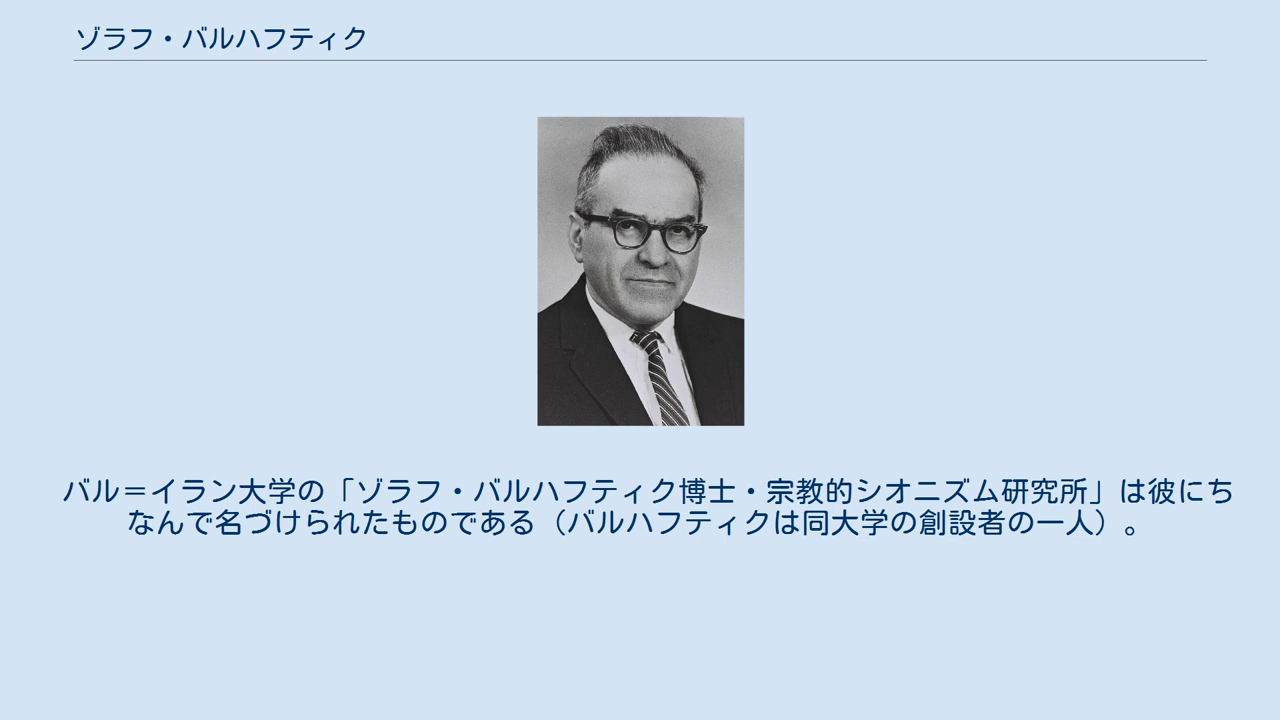 ゾラフ・バルハフティク
バル＝イラン大学の「ゾラフ・バルハフティク博士・宗教的シオニズム研究所」は彼にち
なんで名づけられたものである（バルハフティクは同大学の創設者の一人）。